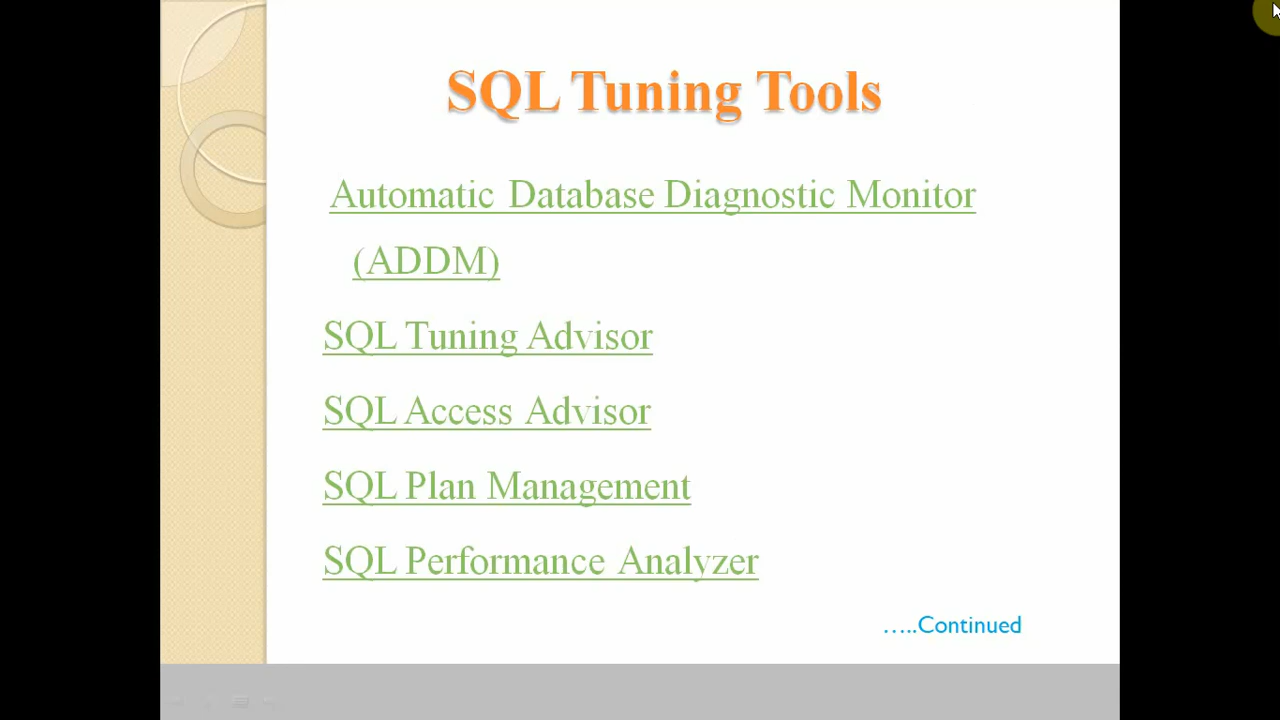 SQL Tuning Tools
Automatic Database Diagnostic Monitor
(ADDM)
SQL Tuning Advisor
SQL Access Advisor
SQL Plan Management
SQL Performance Analyzer
…..Continued